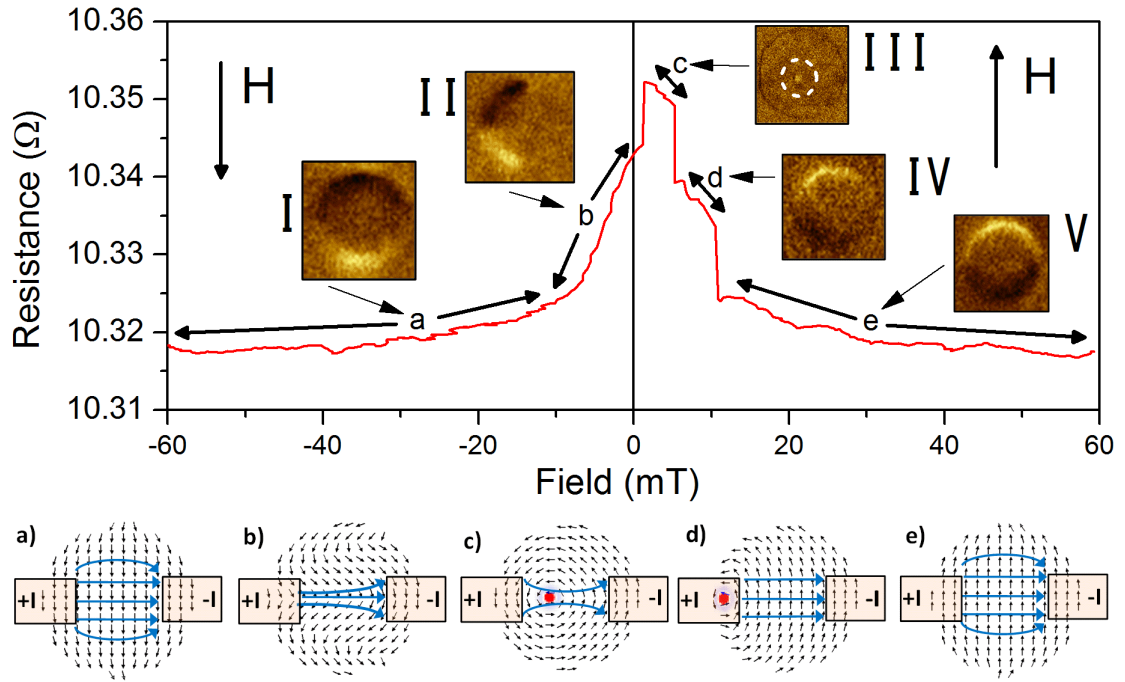 10.36
10.35
10.34
10.33
10.32
10.31
Resistance (Ω)
-60
-40
-20
0
20
40
60
Field (mT)
H
H
I
II
III
IV
V
a
b
c
d
e
a)
+I
-I
b)
+I
-I
c)
+I
-I
d)
+I
-I
e)
+I
-I